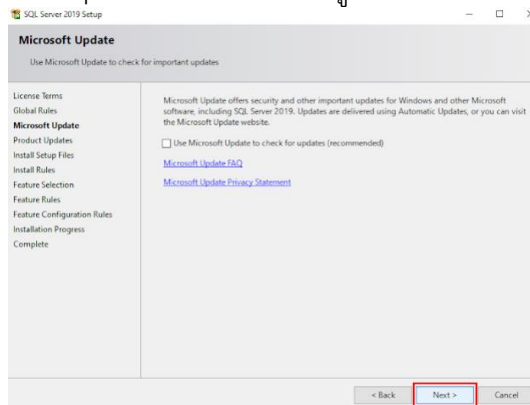 SQL Server 2019 Setup
Microsoft Update
Use Microsoft Update to check for important updates
License Terms
Global Rules
Microsoft Update
Product Updates
Install Setup Files
Install Rules
Feature Selection
Feature Rules
Feature Configuration Rules
Installation Progress
Complete
Microsoft Update offers security and other important updates for Windows and other Microsoft
software, including SQL Server 2019. Updates are delivered using Automatic Updates, or you can visit
the Microsoft Update website.
Use Microsoft Update to check for updates (recommended)
Microsoft Update FAQ
Microsoft Update Privacy Statement
< Back
Next >
Cancel